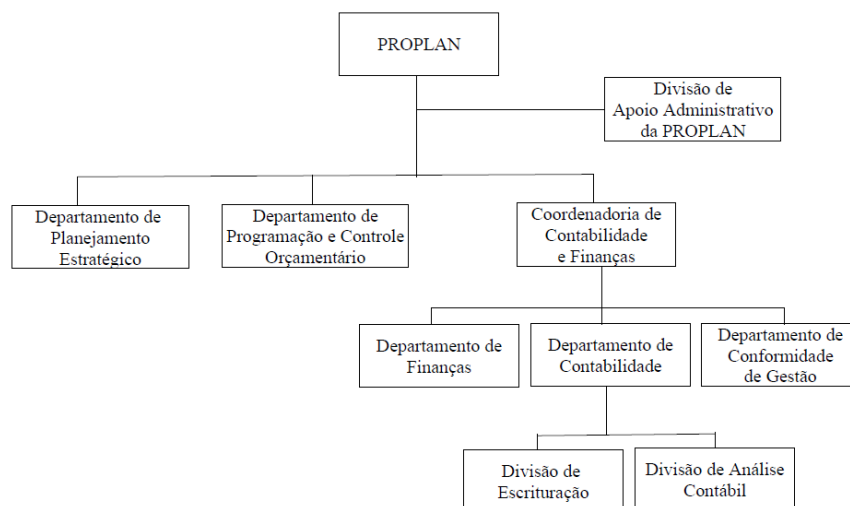 PROPLAN
Divisão de
Apoio Administrativo
da PROPLAN
Departamento de
Planejamento
Estratégico
Departamento de
Programação e Controle
Orçamentário
Coordenadoria de
Contabilidade
e Finanças
Departamento de
Finanças
Departamento de
Contabilidade
Departamento de
Conformidade
de Gestão
Divisão de
Escrituração
Divisão de Análise
Contábil